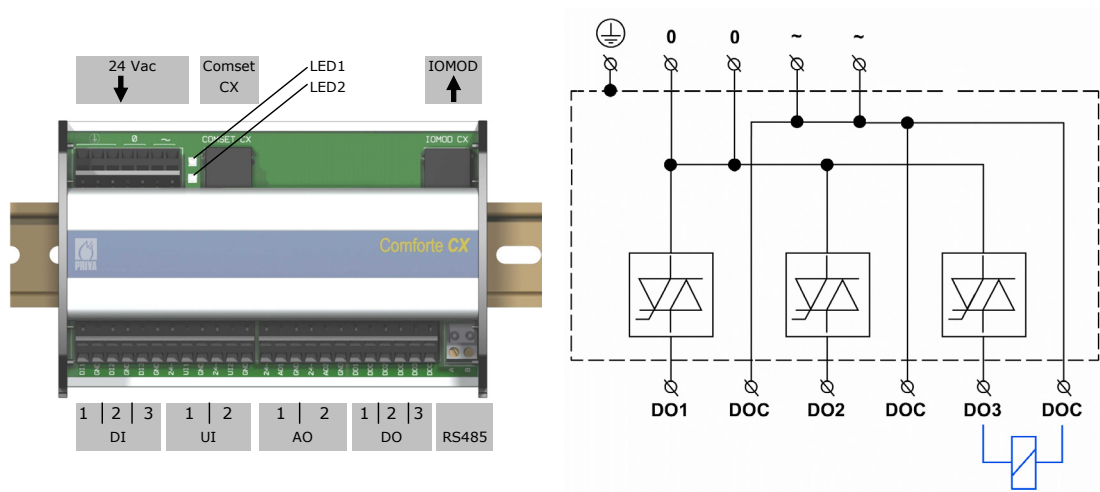 24 Vac
Comset
CX
LED1
LED2
IOMOD
0 ~ COMSET CX IOMOD CX
PRIVA
Comforte CX
1 2 3
DI
1 2
UI
1 2
AO
1 2 3
DO
RS485
0 0 ~ ~
DO1 DOC DO2 DOC DO3 DOC